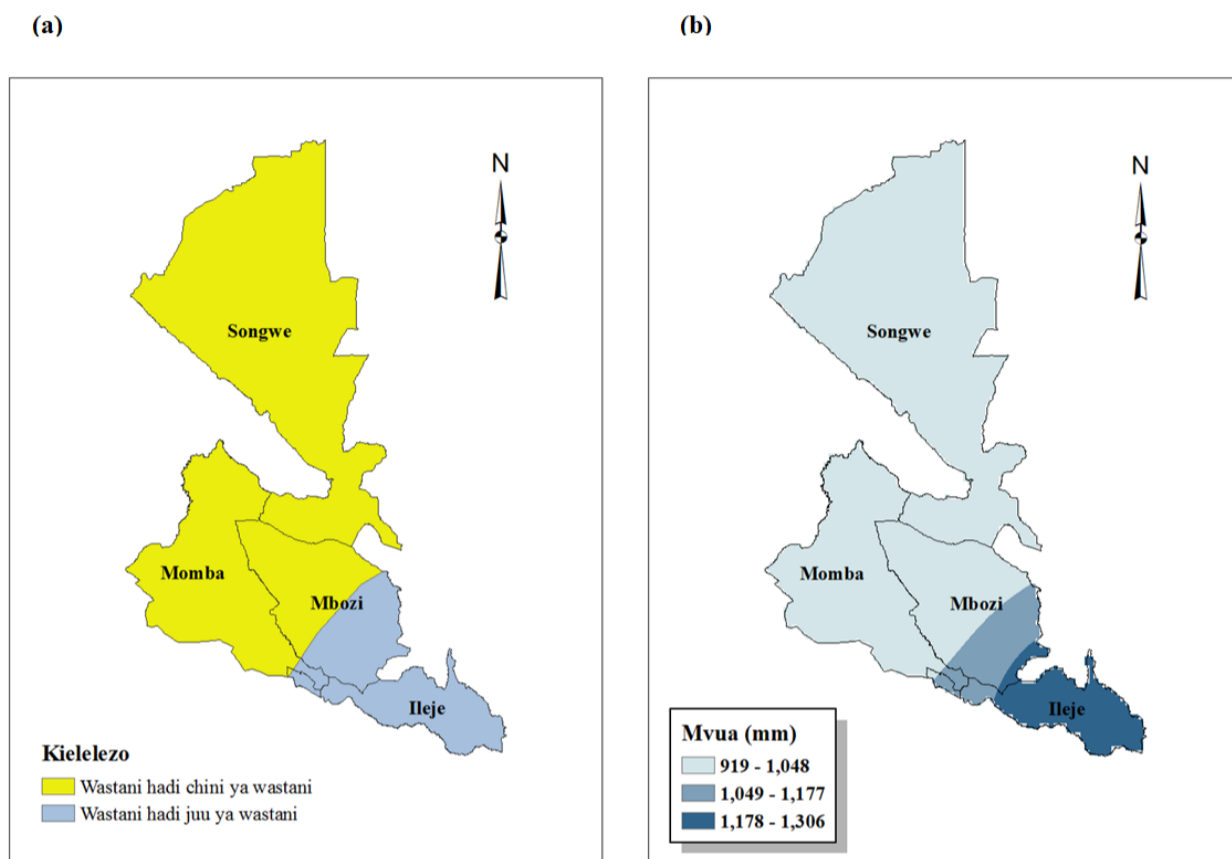 (a)
N
Songwe
Momba
Mbozi
Ileje
Kielelezo
Wastani hadi chini ya wastani
Wastani hadi juu ya wastani
(b)
N
Songwe
Momba
Mbozi
Ileje
Mvua (mm)
919 - 1,048
1,049 - 1,177
1,178 - 1,306